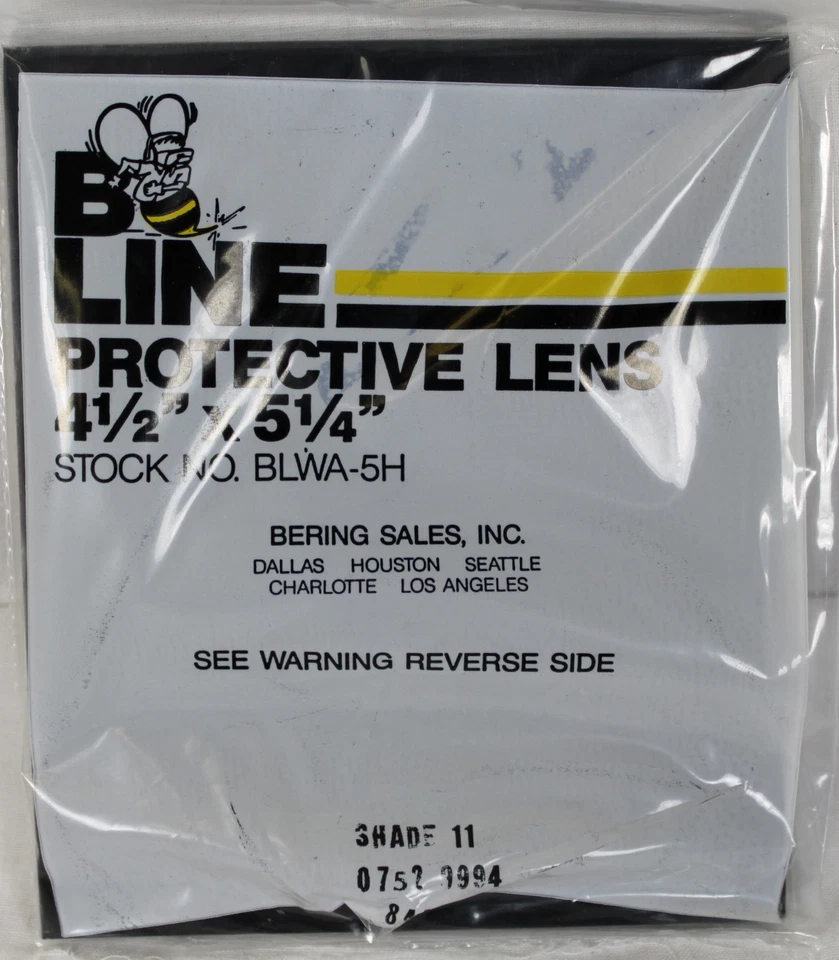 B
LINE
PROTECTIVE LENS
4½” x 5¼”
STOCK NO. BLWA-5H
BERING SALES, INC.
DALLAS HOUSTON SEATTLE
CHARLOTTE LOS ANGELES
SEE WARNING REVERSE SIDE
SHADE 11